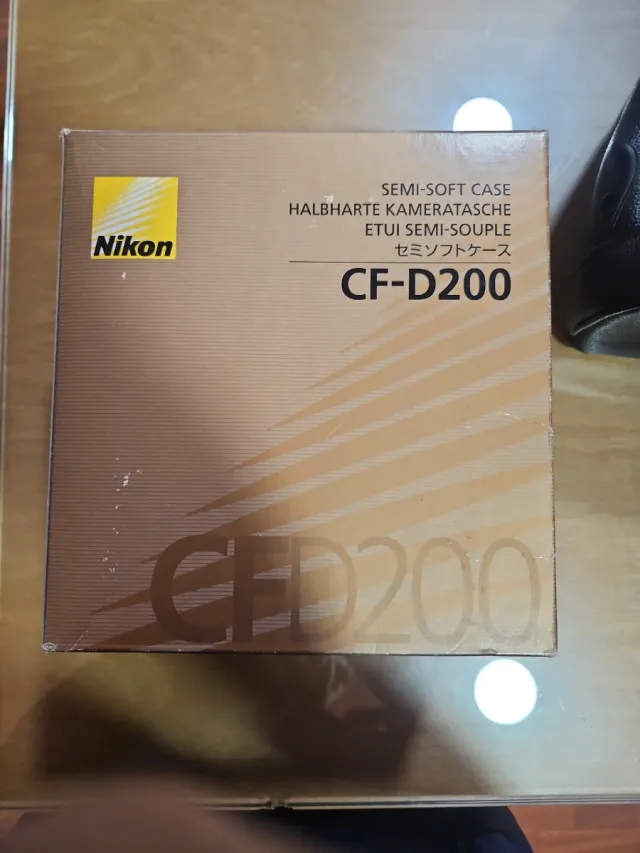 Nikon
SEMI-SOFT CASE
HALBHARTE KAMERATASCHE
ETUI SEMI-SOUPLE
セミソフトケース
CF-D200
CFD200